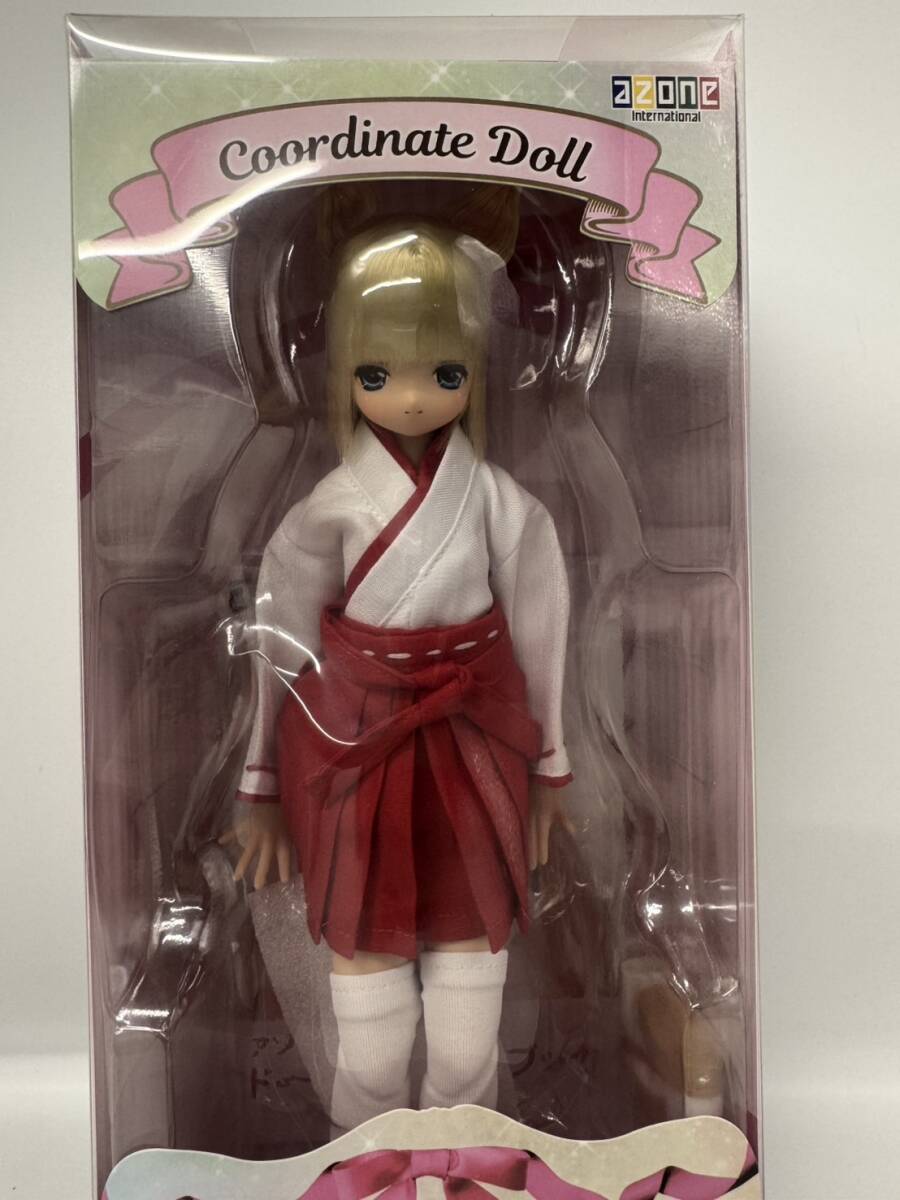 azone
International
Coordinate Doll